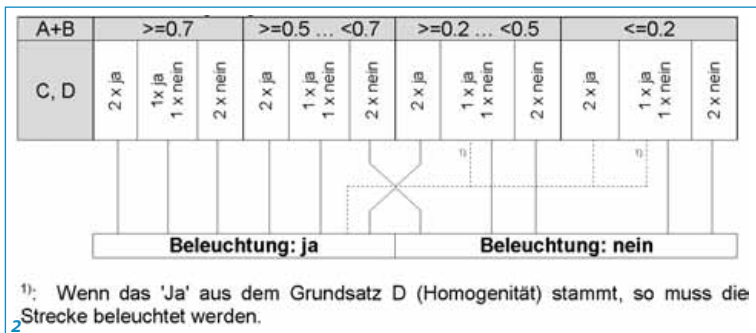 A+B >=0.7 >=0.5 ... <0.7 >=0.2 ... <0.5 <=0.2
C, D 2 x ja 1x ja 1 x nein 2 x nein 2 x ja 1 x ja 1 x nein 2 x nein 2 x ja 1 x ja 1 x nein 2 x nein 2 x ja 1 x ja 1 x nein 2 x nein
1) 1)
Beleuchtung: ja Beleuchtung: nein
1): Wenn das 'Ja' aus dem Grundsatz D (Homogenität) stammt, so muss die
2 Strecke beleuchtet werden.